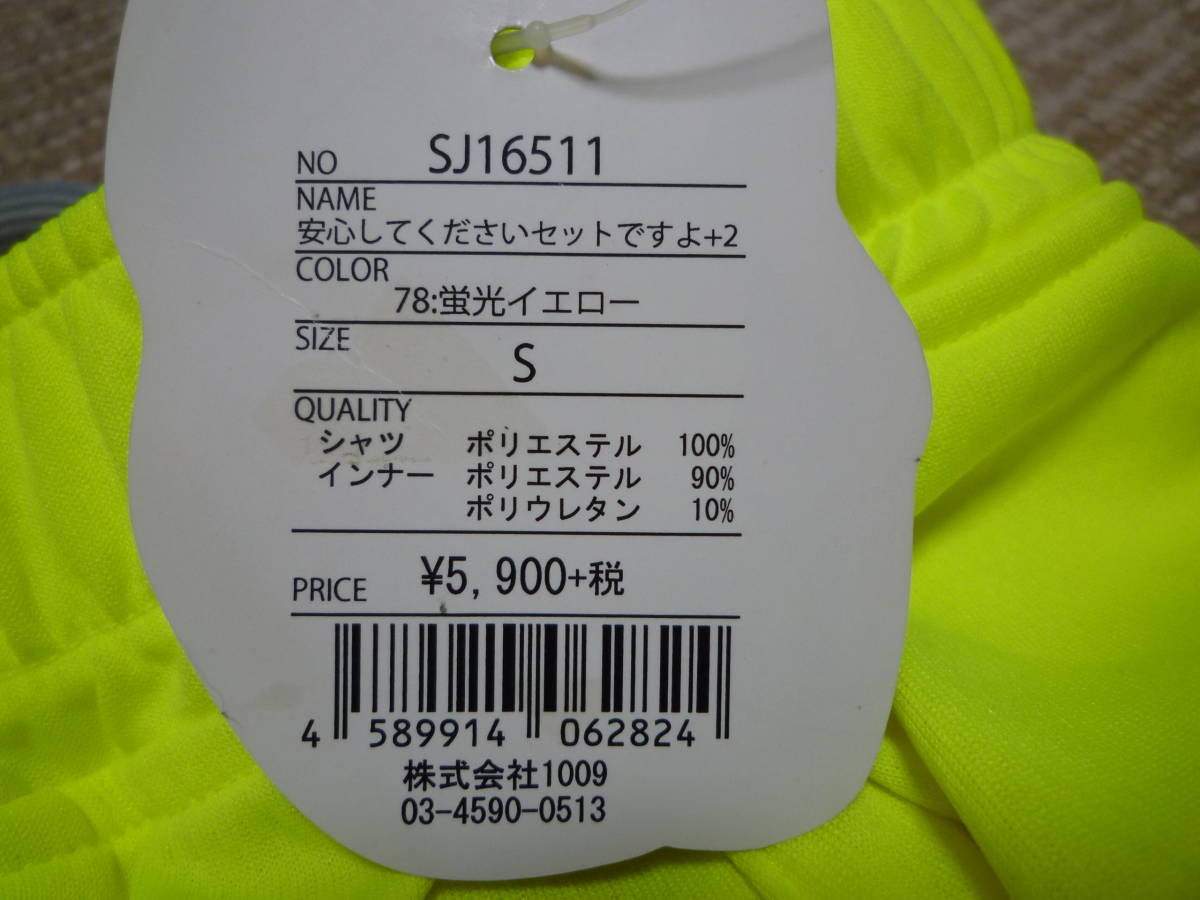 NO SJ16511
NAME
安心してくださいセットですよ+2
COLOR
78:蛍光イエロー
SIZE
S
QUALITY
シャツ ポリエステル 100%
インナー ポリエステル 90%
ポリウレタン 10%
PRICE ¥5,900+税
4 589914 062824
株式会社1009
03-4590-0513